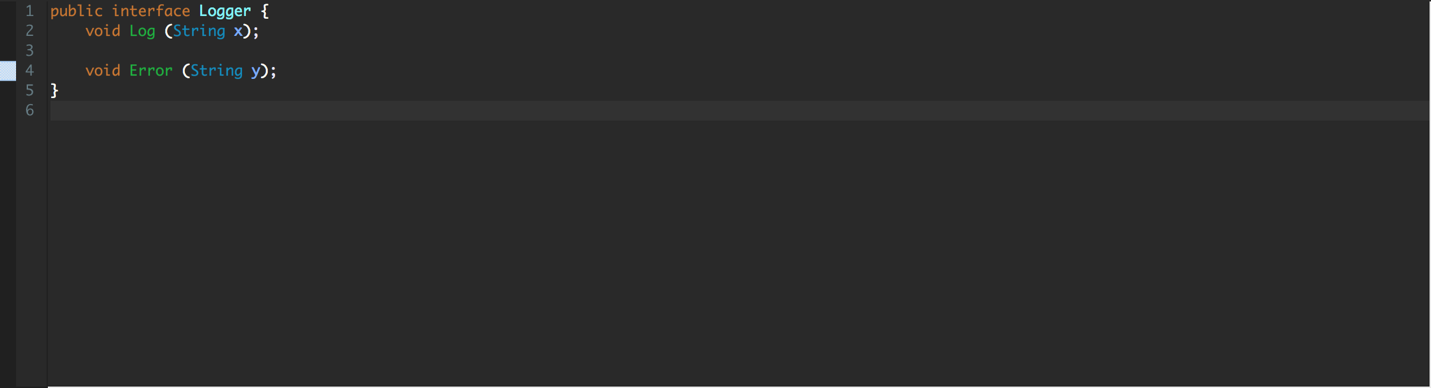 1 public interface Logger {
2     void Log (String x);
3
4     void Error (String y);
5 }
6